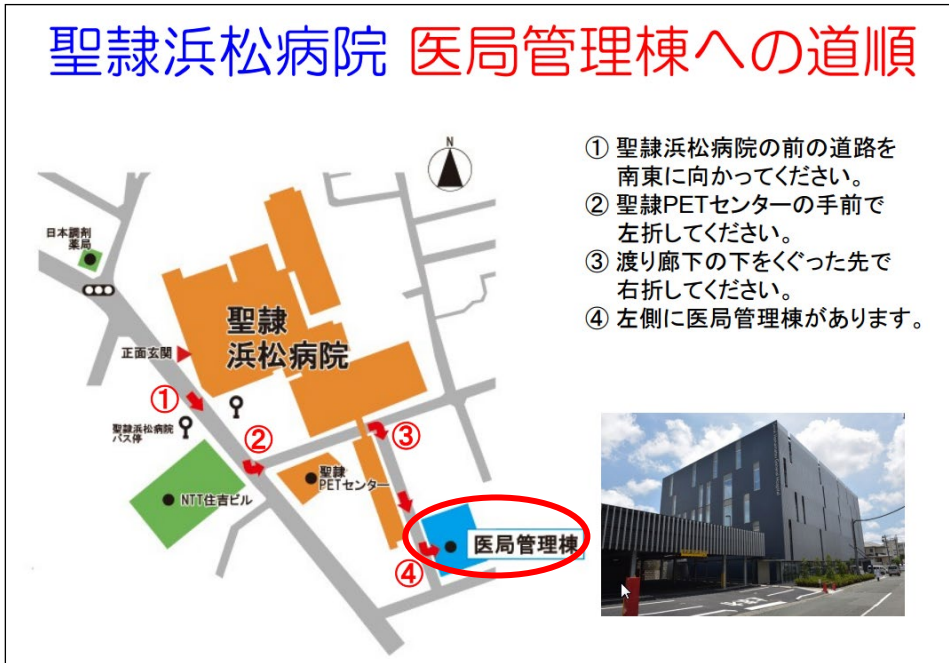 聖隷浜松病院 医局管理棟への道順
① 聖隷浜松病院の前の道路を
南東に向かってください。
② 聖隷PETセンターの手前で
左折してください。
③ 渡り廊下の下をくぐった先で
右折してください。
④ 左側に医局管理棟があります。
N
日本調剤
薬局
聖隷
浜松病院
正面玄関
①
聖隷浜松病院
バス停
②
③
聖隷
PETセンター
NTT住吉ビル
医局管理棟
④